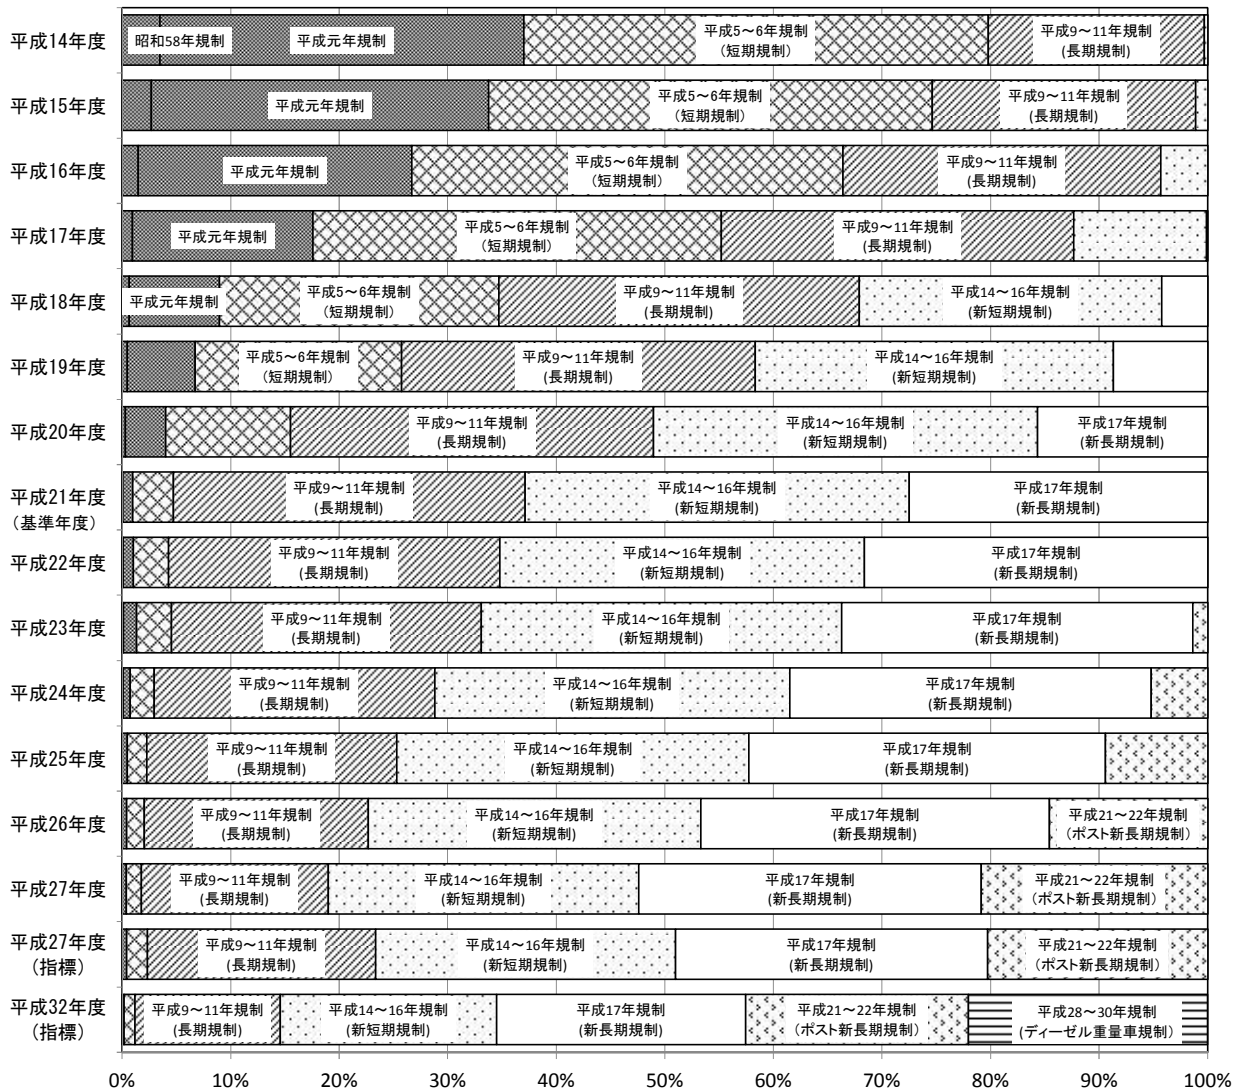 平成14年度
昭和58年規制
平成元年規制
平成5～6年規制
（短期規制）
平成9～11年規制
(長期規制)
平成15年度
平成元年規制
平成5～6年規制
（短期規制）
平成9～11年規制
(長期規制)
平成16年度
平成元年規制
平成5～6年規制
（短期規制）
平成9～11年規制
(長期規制)
平成17年度
平成元年規制
平成5～6年規制
（短期規制）
平成9～11年規制
(長期規制)
平成18年度
平成元年規制
平成5～6年規制
（短期規制）
平成9～11年規制
(長期規制)
平成14～16年規制
(新短期規制)
平成19年度
平成5～6年規制
（短期規制）
平成9～11年規制
(長期規制)
平成14～16年規制
(新短期規制)
平成20年度
平成9～11年規制
(長期規制)
平成14～16年規制
(新短期規制)
平成17年規制
(新長期規制)
平成21年度
（基準年度）
平成9～11年規制
(長期規制)
平成14～16年規制
(新短期規制)
平成17年規制
(新長期規制)
平成22年度
平成9～11年規制
(長期規制)
平成14～16年規制
(新短期規制)
平成17年規制
(新長期規制)
平成23年度
平成9～11年規制
(長期規制)
平成14～16年規制
(新短期規制)
平成17年規制
(新長期規制)
平成24年度
平成9～11年規制
(長期規制)
平成14～16年規制
(新短期規制)
平成17年規制
(新長期規制)
平成25年度
平成9～11年規制
(長期規制)
平成14～16年規制
(新短期規制)
平成17年規制
(新長期規制)
平成26年度
平成9～11年規制
(長期規制)
平成14～16年規制
(新短期規制)
平成17年規制
(新長期規制)
平成21～22年規制
（ポスト新長期規制）
平成27年度
平成9～11年規制
(長期規制)
平成14～16年規制
(新短期規制)
平成17年規制
(新長期規制)
平成21～22年規制
（ポスト新長期規制）
平成27年度
（指標）
平成9～11年規制
(長期規制)
平成14～16年規制
(新短期規制)
平成17年規制
(新長期規制)
平成21～22年規制
（ポスト新長期規制）
平成32年度
（指標）
平成9～11年規制
(長期規制)
平成14～16年規制
(新短期規制)
平成17年規制
(新長期規制)
平成21～22年規制
（ポスト新長期規制）
平成28～30年規制
(ディーゼル重量車規制)
0% 10% 20% 30% 40% 50% 60% 70% 80% 90% 100%